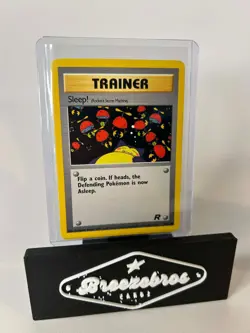 TRAINER
Sleep!
Flip a coin. If heads, the
Defending Pokémon is now
Asleep.
Breezebros
CARDS